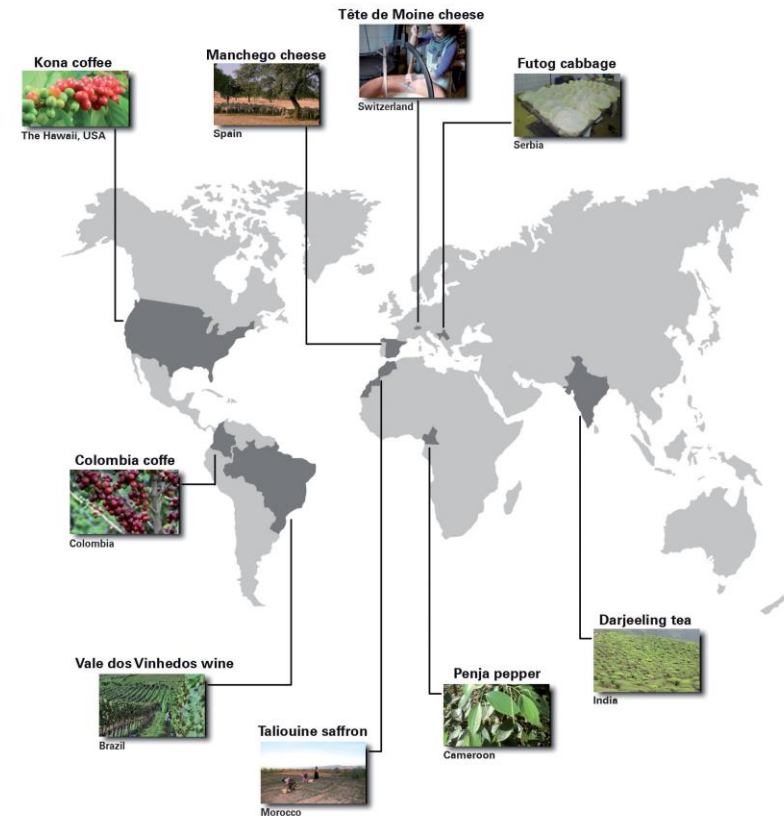 Tête de Moine cheese
Switzerland
Kona coffee
The Hawaii, USA
Manchego cheese
Spain
Futog cabbage
Serbia
Colombia coffe
Colombia
Darjeeling tea
India
Vale dos Vinhedos wine
Brazil
Penja pepper
Cameroon
Taliouine saffron
Morocco